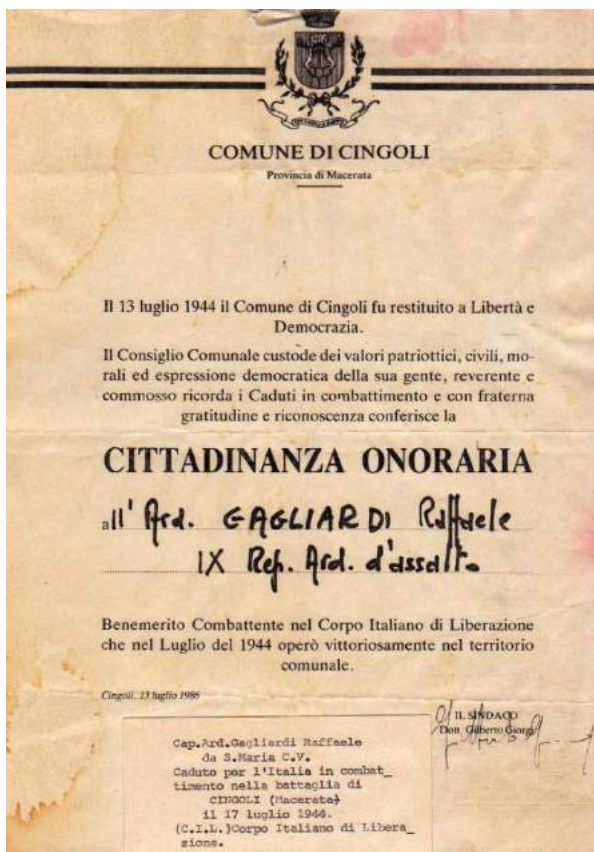 COMUNE DI CINGOLI
Provincia di Macerata
Il 13 luglio 1944 il Comune di Cingoli fu restituito a Libertà e
Democrazia.
Il Consiglio Comunale custode dei valori patriottici, civili, mo-
rali ed espressione democratica della sua gente, reverente e
commosso ricorda i Caduti in combattimento e con fraterna
gratitudine e riconoscenza conferisce la
CITTADINANZA ONORARIA
all' Ard. GAGLIARDI Raffaele
IX Rep. Ard. d'assalto
Benemerito Combattente nel Corpo Italiano di Liberazione
che nel Luglio del 1944 operò vittoriosamente nel territorio
comunale.
Cingoli, 13 luglio 1986
IL SINDACO
Dott. Gilberto Giorgi
Cap.Ard.Gagliardi Raffaele
da S.Maria C.V.
Caduto per l'Italia in combat_
timento nella battaglia di
CINGOLI (Macerata)
il 17 luglio 1944.
(C.I.L.)Corpo Italiano di Libera_
zione.